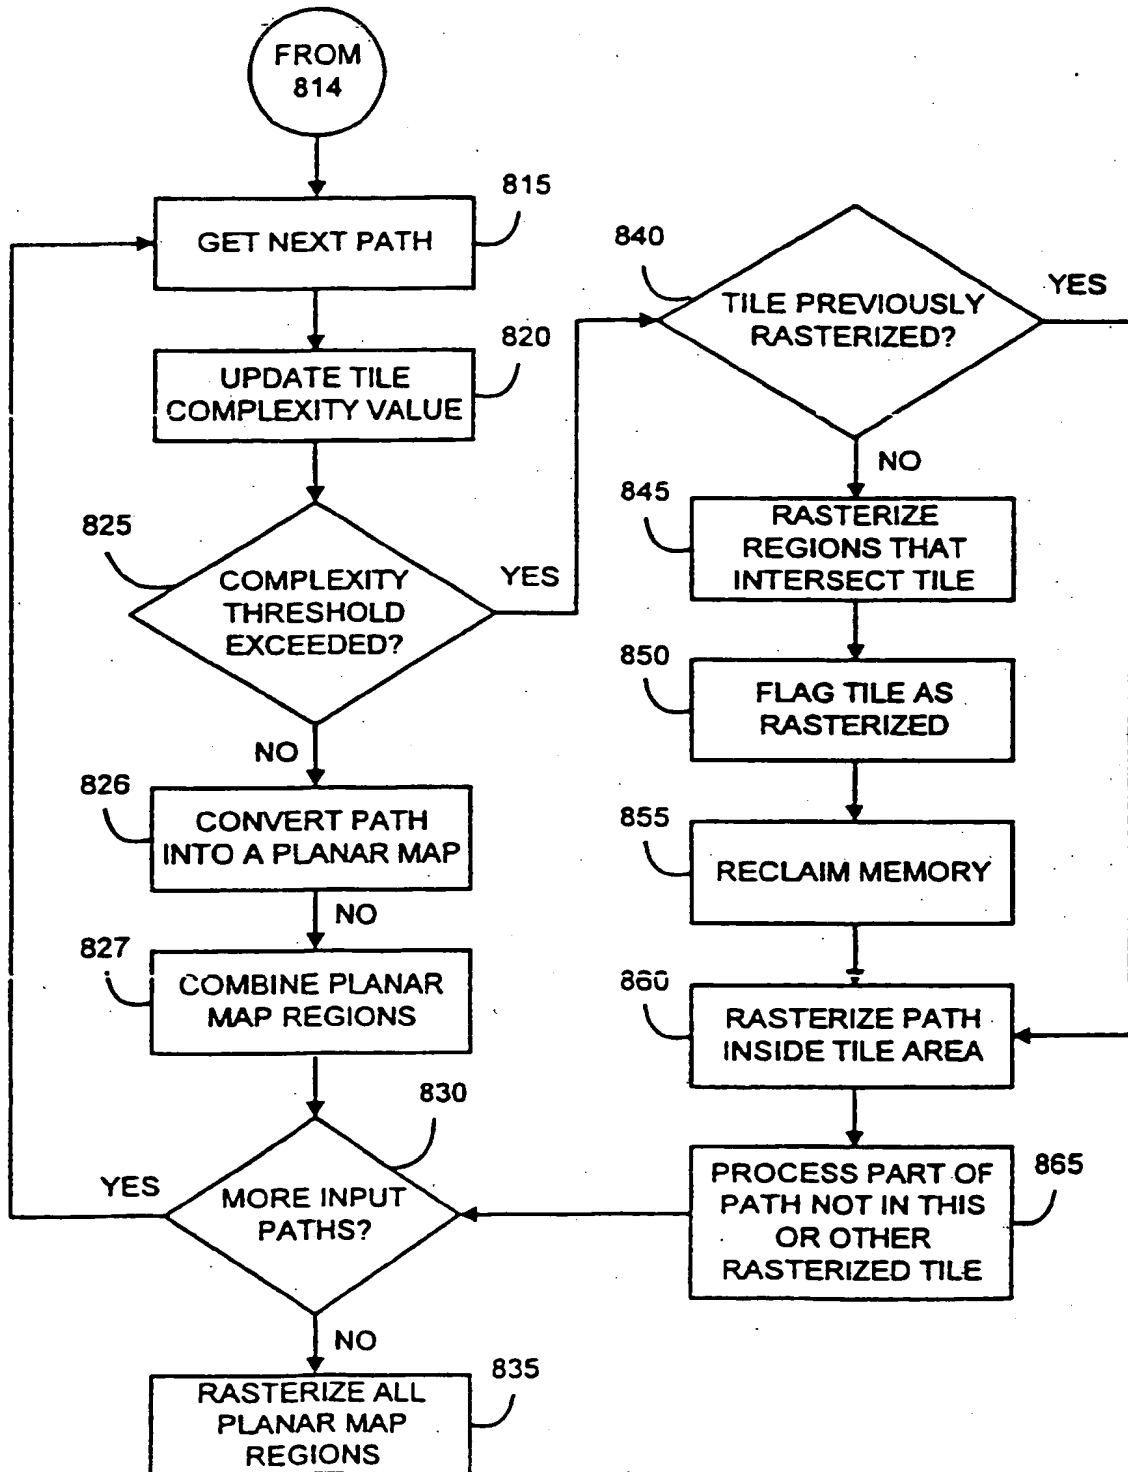 FROM
814
815
GET NEXT PATH
820
UPDATE TILE
COMPLEXITY VALUE
825
COMPLEXITY
THRESHOLD
EXCEEDED?
YES
NO
826
CONVERT PATH
INTO A PLANAR MAP
NO
827
COMBINE PLANAR
MAP REGIONS
830
YES
MORE INPUT
PATHS?
NO
835
RASTERIZE ALL
PLANAR MAP
REGIONS
840
TILE PREVIOUSLY
RASTERIZED?
YES
NO
845
RASTERIZE
REGIONS THAT
INTERSECT TILE
850
FLAG TILE AS
RASTERIZED
855
RECLAIM MEMORY
860
RASTERIZE PATH
INSIDE TILE AREA
865
PROCESS PART OF
PATH NOT IN THIS
OR OTHER
RASTERIZED TILE